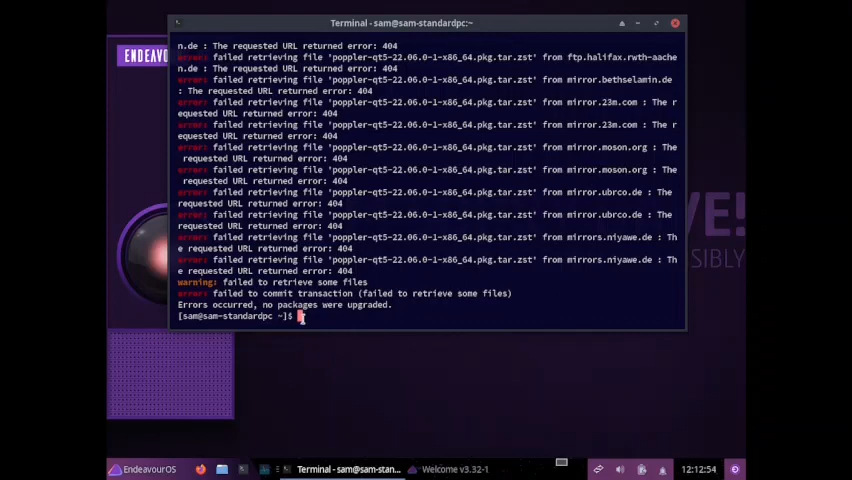 n.de : The requested URL returned error: 404
error: failed retrieving file 'poppler-qt5-22.06.0-1-x86_64.pkg.tar.zst' from ftp.halifax.rwth-aache
n.de : The requested URL returned error: 404
error: failed retrieving file 'poppler-qt5-22.06.0-1-x86_64.pkg.tar.zst' from mirror.bethselamin.de
: The requested URL returned error: 404
error: failed retrieving file 'poppler-qt5-22.06.0-1-x86_64.pkg.tar.zst' from mirror.23m.com : The r
equested URL returned error: 404
error: failed retrieving file 'poppler-qt5-22.06.0-1-x86_64.pkg.tar.zst' from mirror.23m.com : The r
equested URL returned error: 404
error: failed retrieving file 'poppler-qt5-22.06.0-1-x86_64.pkg.tar.zst' from mirror.moson.org : The
requested URL returned error: 404
error: failed retrieving file 'poppler-qt5-22.06.0-1-x86_64.pkg.tar.zst' from mirror.moson.org : The
requested URL returned error: 404
error: failed retrieving file 'poppler-qt5-22.06.0-1-x86_64.pkg.tar.zst' from mirror.ubrco.de : The
requested URL returned error: 404
error: failed retrieving file 'poppler-qt5-22.06.0-1-x86_64.pkg.tar.zst' from mirror.ubrco.de : The
requested URL returned error: 404
error: failed retrieving file 'poppler-qt5-22.06.0-1-x86_64.pkg.tar.zst' from mirrors.niyawe.de : Th
e requested URL returned error: 404
error: failed retrieving file 'poppler-qt5-22.06.0-1-x86_64.pkg.tar.zst' from mirrors.niyawe.de : Th
e requested URL returned error: 404
warning: failed to retrieve some files
error: failed to commit transaction (failed to retrieve some files)
Errors occurred, no packages were upgraded.
[sam@sam-standardpc ~]$
Terminal - sam@sam-standardpc:~
ENDEAVO
VE!
SIBLY
EndeavourOS
Terminal - sam@sam-stan...
Welcome v3.32-1
12:12:54